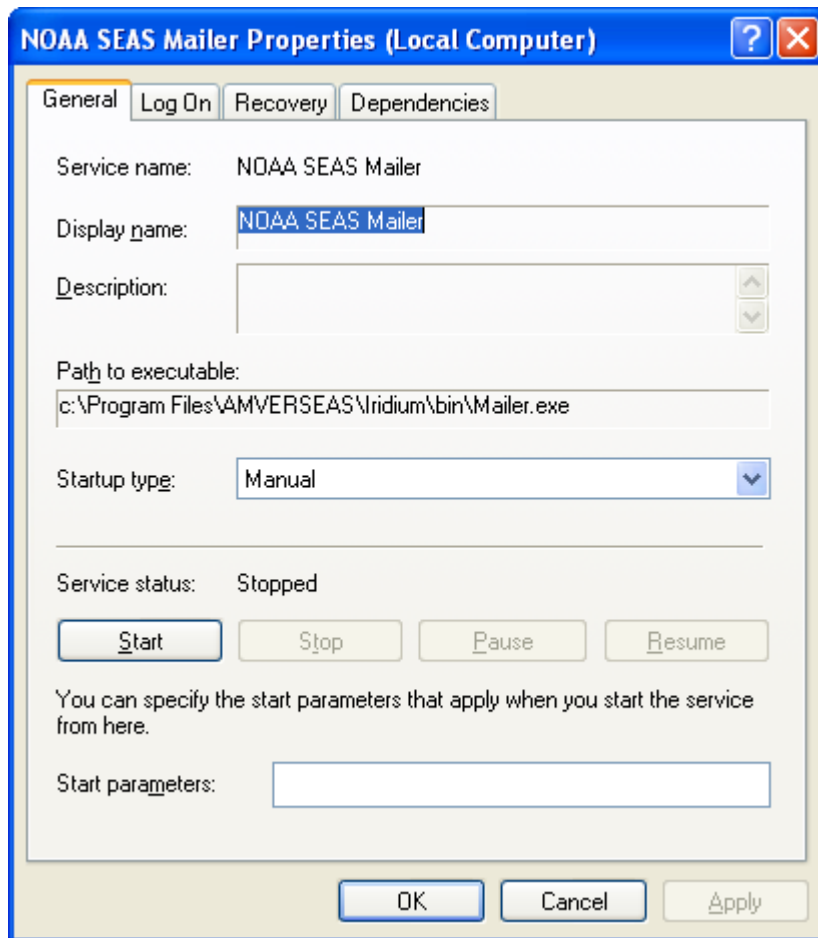 NOAA SEAS Mailer Properties (Local Computer)
General Log On Recovery Dependencies
Service name: NOAA SEAS Mailer
Display name: NOAA SEAS Mailer
Description:
Path to executable:
c:\Program Files\AMVERSEAS\Iridium\bin\Mailer.exe
Startup type: Manual
Service status: Stopped
Start Stop Pause Resume
You can specify the start parameters that apply when you start the service
from here.
Start parameters:
OK Cancel Apply